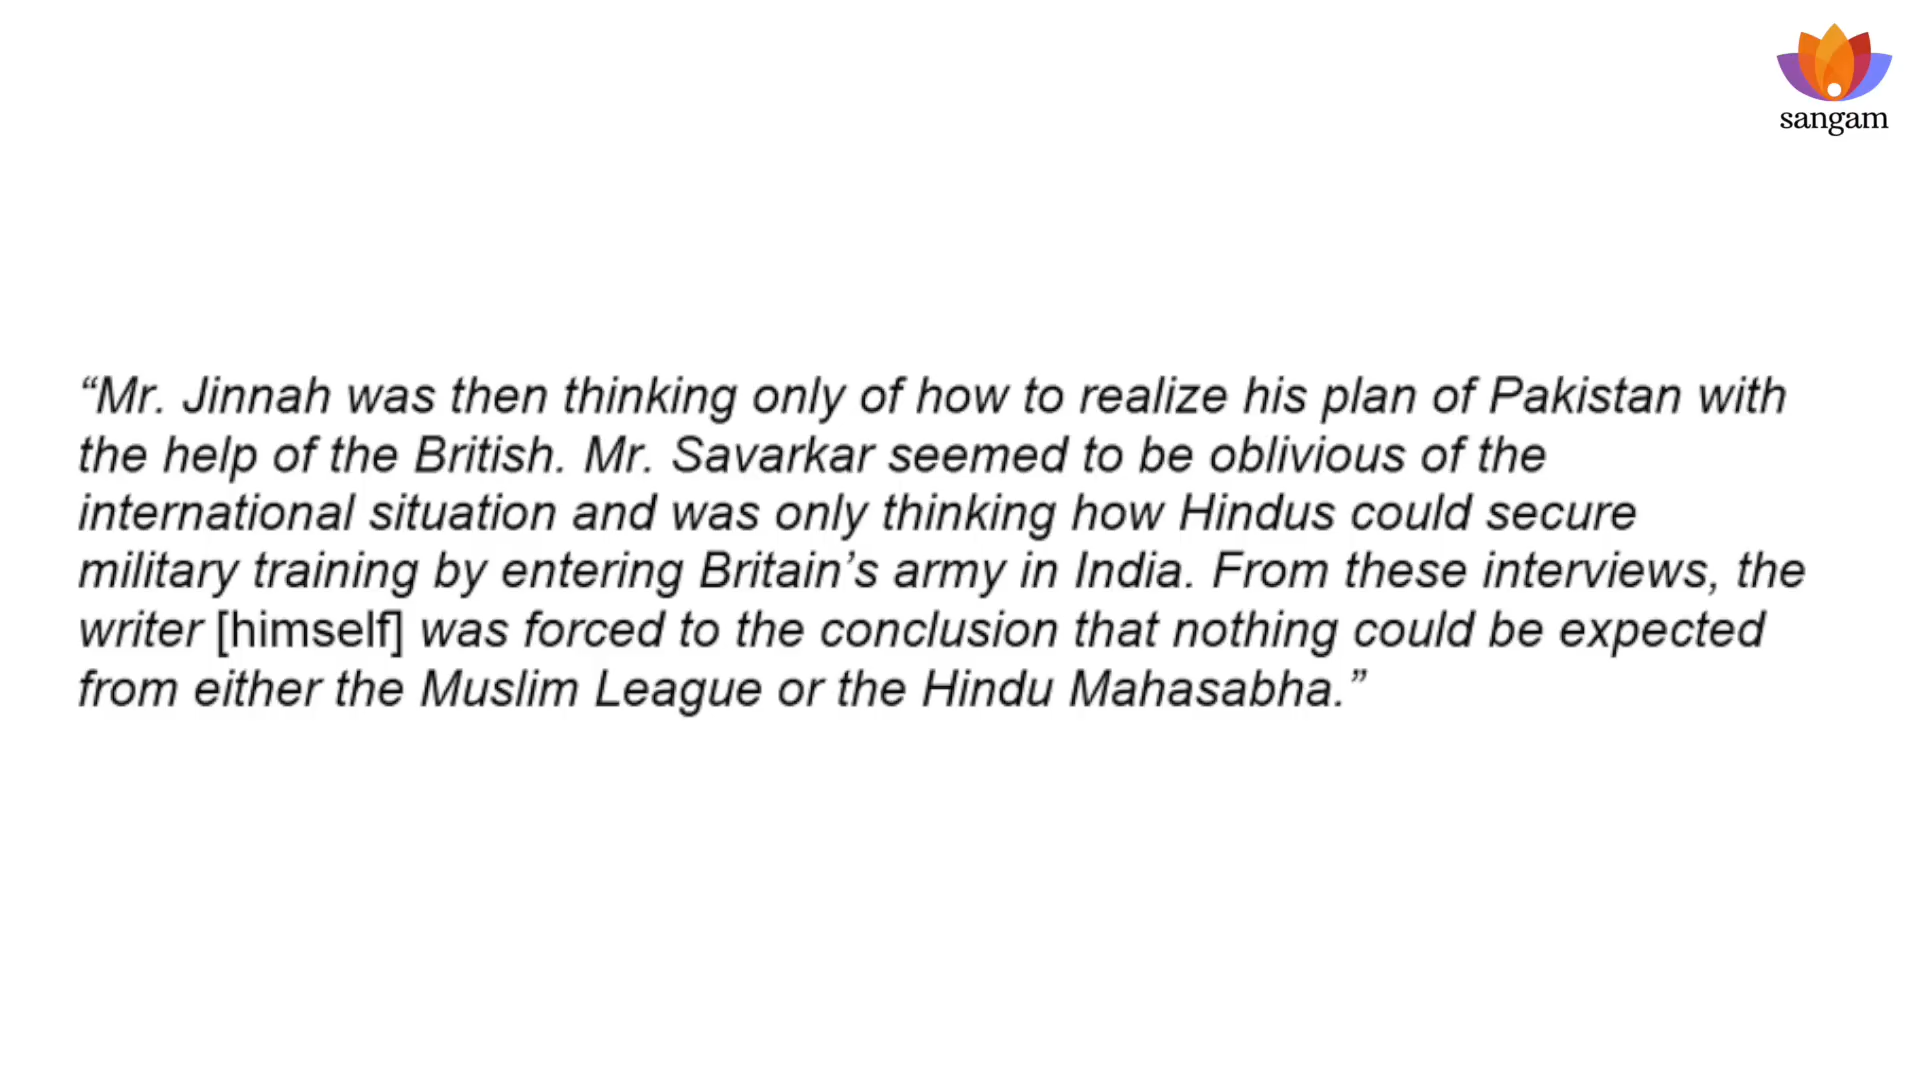 sangam
“Mr. Jinnah was then thinking only of how to realize his plan of Pakistan with
the help of the British. Mr. Savarkar seemed to be oblivious of the
international situation and was only thinking how Hindus could secure
military training by entering Britain’s army in India. From these interviews, the
writer [himself] was forced to the conclusion that nothing could be expected
from either the Muslim League or the Hindu Mahasabha.”